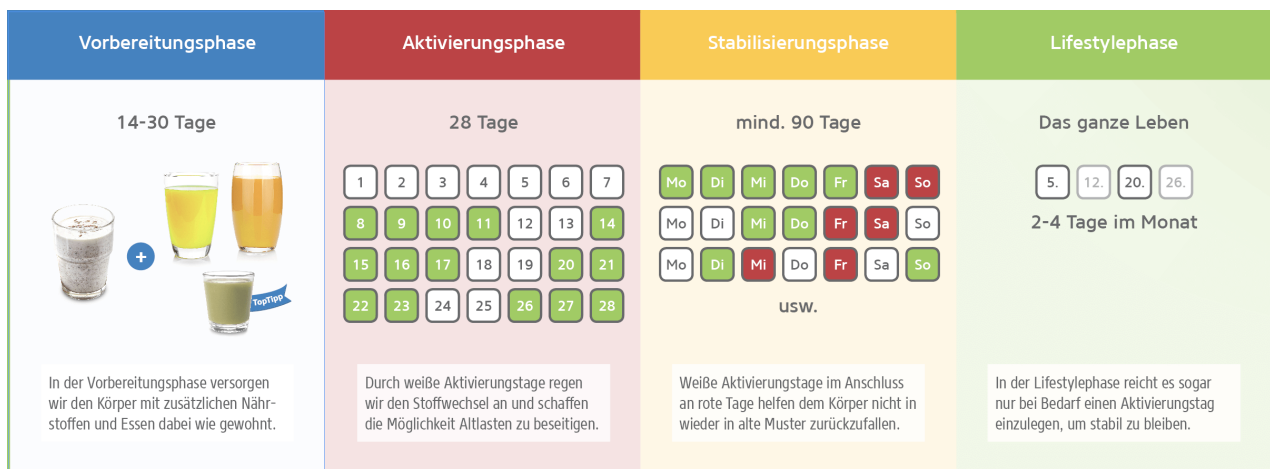 Vorbereitungsphase
14-30 Tage
+
TopTipp
In der Vorbereitungsphase versorgen
wir den Körper mit zusätzlichen Nähr-
stoffen und Essen dabei wie gewohnt.
Aktivierungsphase
28 Tage
1 2 3 4 5 6 7
8 9 10 11 12 13 14
15 16 17 18 19 20 21
22 23 24 25 26 27 28
Durch weiße Aktivierungstage regen
wir den Stoffwechsel an und schaffen
die Möglichkeit Altlasten zu beseitigen.
Stabilisierungsphase
mind. 90 Tage
Mo Di Mi Do Fr Sa So
Mo Di Mi Do Fr Sa So
Mo Di Mi Do Fr Sa So
usw.
Weiße Aktivierungstage im Anschluss
an rote Tage helfen dem Körper nicht in
wieder in alte Muster zurückzufallen.
Lifestylephase
Das ganze Leben
5. 12. 20. 26.
2-4 Tage im Monat
In der Lifestylephase reicht es sogar
nur bei Bedarf einen Aktivierungstag
einzulegen, um stabil zu bleiben.